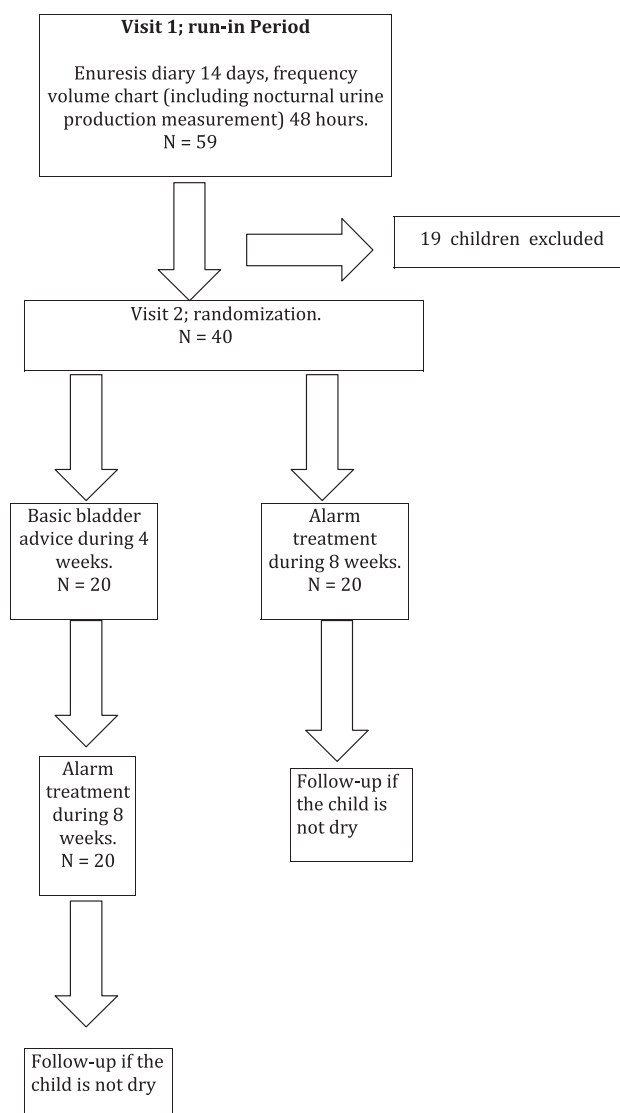 Visit 1; run-in Period
Enuresis diary 14 days, frequency
volume chart (including nocturnal urine
production measurement) 48 hours.
N = 59
19 children excluded
Visit 2; randomization.
N = 40
Basic bladder
advice during 4
weeks.
N = 20
Alarm
treatment
during 8 weeks.
N = 20
Alarm
treatment
during 8
weeks.
N = 20
Follow-up if
the child is
not dry
Follow-up if the
child is not dry